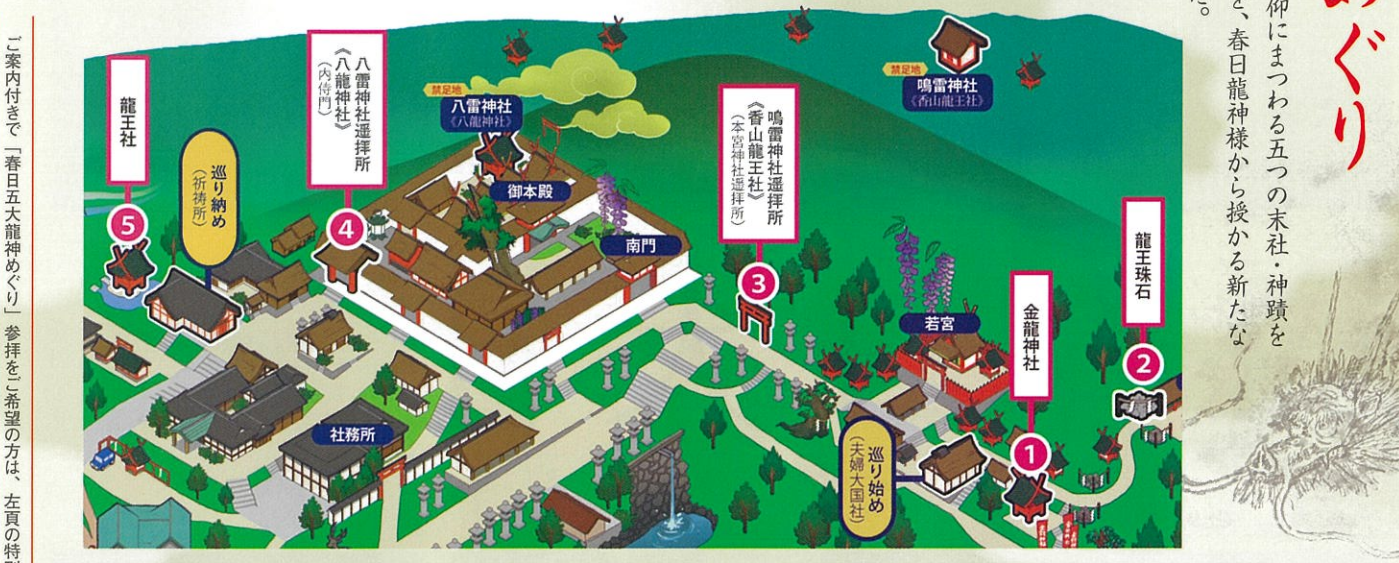 めぐり
仰にまつわる五つの末社・神蹟を
と、春日龍神様から授かる新たな
た。
龍王珠石
2
金龍神社
1
鳴雷神社
《香山龍王社》
禁足地
若宮
巡り始め
（夫婦大国社）
鳴雷神社遥拝所
《香山龍王社》
（本宮神社遥拝所）
3
南門
御本殿
禁足地
八雷神社
《八龍神社》
八雷神社遥拝所
《八龍神社》
（内侍門）
4
社務所
巡り納め
（祈祷所）
龍王社
5
ご案内付きで「春日五大龍神めぐり」参拝をご希望の方は、左頁の特別